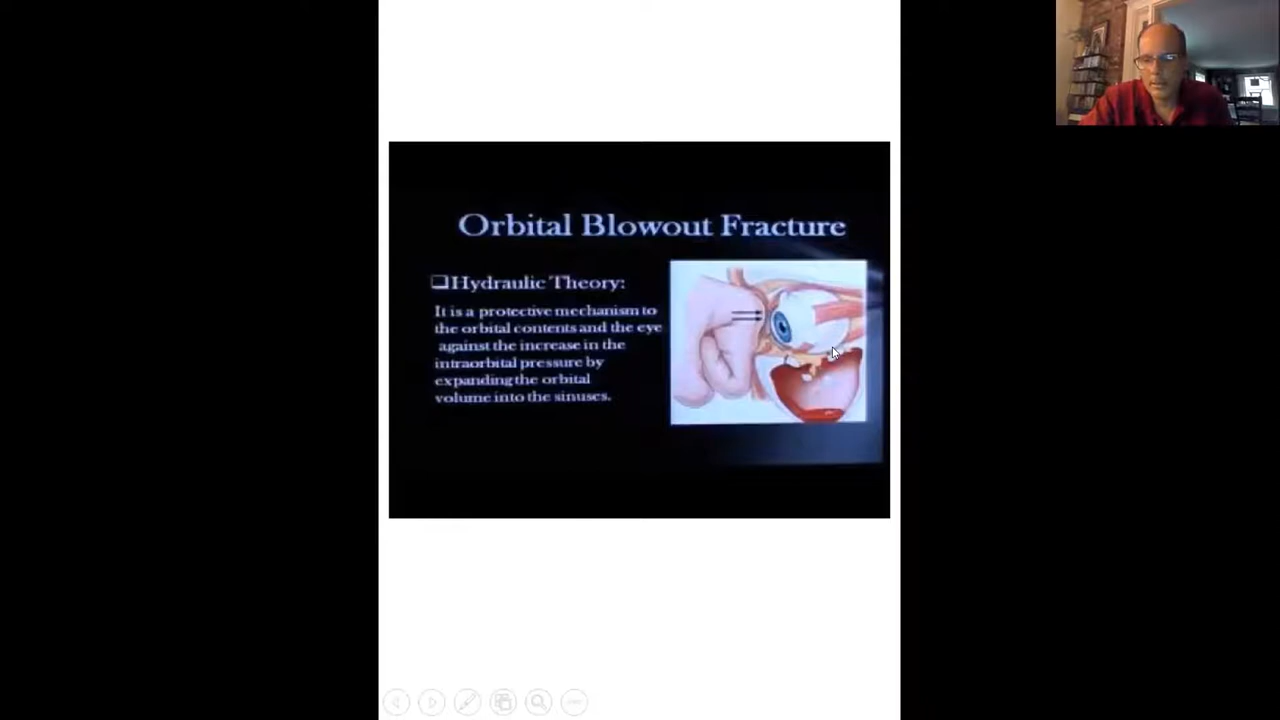 Orbital Blowout Fracture
Hydraulic Theory:
It is a protective mechanism to
the orbital contents and the eye
against the increase in the
intraorbital pressure by
expanding the orbital
volume into the sinuses.